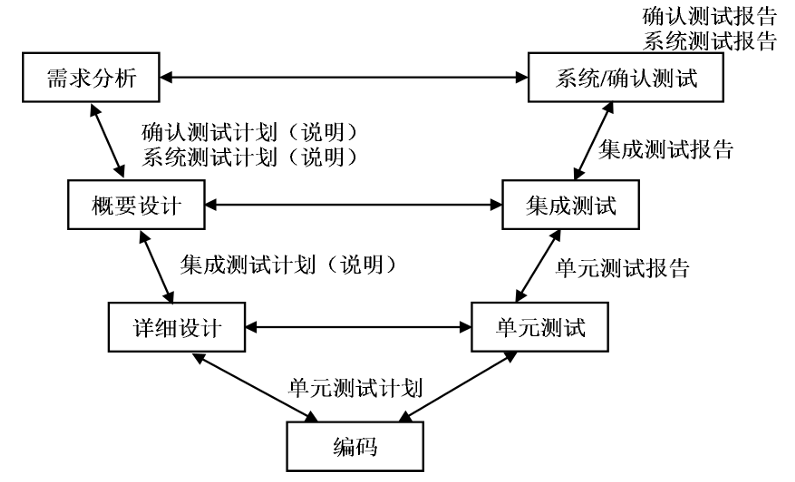 确认测试报告
系统测试报告
需求分析
系统/确认测试
确认测试计划（说明）
系统测试计划（说明）
集成测试报告
概要设计
集成测试
集成测试计划（说明）
单元测试报告
详细设计
单元测试
单元测试计划
编码